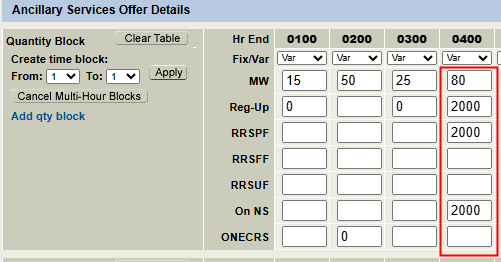 Ancillary Services Offer Details
Quantity Block Clear Table Hr End 0100 0200 0300 0400
Create time block: Fix/Var Var Var Var Var
From: 1 To: 1 Apply MW 15 50 25 80
Cancel Multi-Hour Blocks Reg-Up 0 0 2000
Add qty block RRSPF 2000
RRSFF
RRSUF
On NS 2000
ONECRS 0